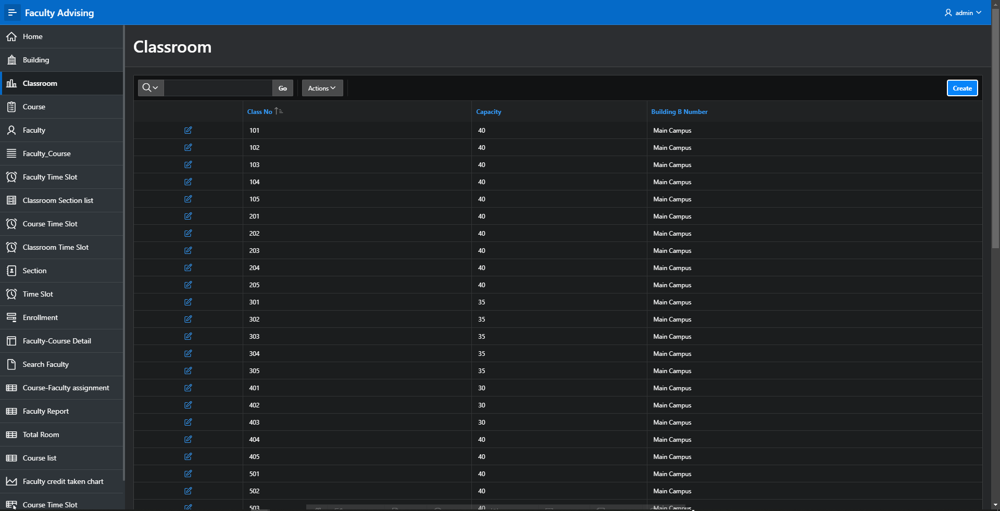 Faculty Advising
admin
Home
Building
Classroom
Course
Faculty
Faculty_Course
Faculty Time Slot
Classroom Section list
Course Time Slot
Classroom Time Slot
Section
Time Slot
Enrollment
Faculty-Course Detail
Search Faculty
Course-Faculty assignment
Faculty Report
Total Room
Course list
Faculty credit taken chart
Course Time Slot
Classroom
Go
Actions
Create
Class No Capacity Building B Number
101 40 Main Campus
102 40 Main Campus
103 40 Main Campus
104 40 Main Campus
105 40 Main Campus
201 40 Main Campus
202 40 Main Campus
203 40 Main Campus
204 40 Main Campus
205 40 Main Campus
301 35 Main Campus
302 35 Main Campus
303 35 Main Campus
304 35 Main Campus
305 35 Main Campus
401 30 Main Campus
402 30 Main Campus
403 30 Main Campus
404 40 Main Campus
405 40 Main Campus
501 40 Main Campus
502 40 Main Campus
503 40 Main Campus